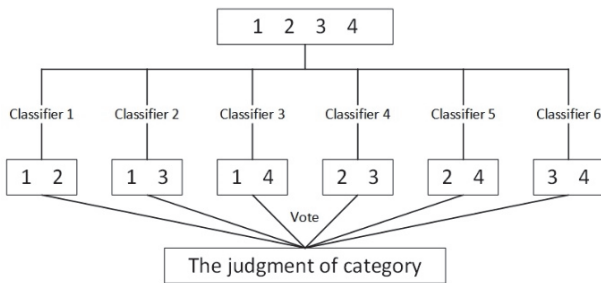 1 2 3 4
Classifier 1 Classifier 2 Classifier 3 Classifier 4 Classifier 5 Classifier 6
1 2 1 3 1 4 2 3 2 4 3 4
Vote
The judgment of category